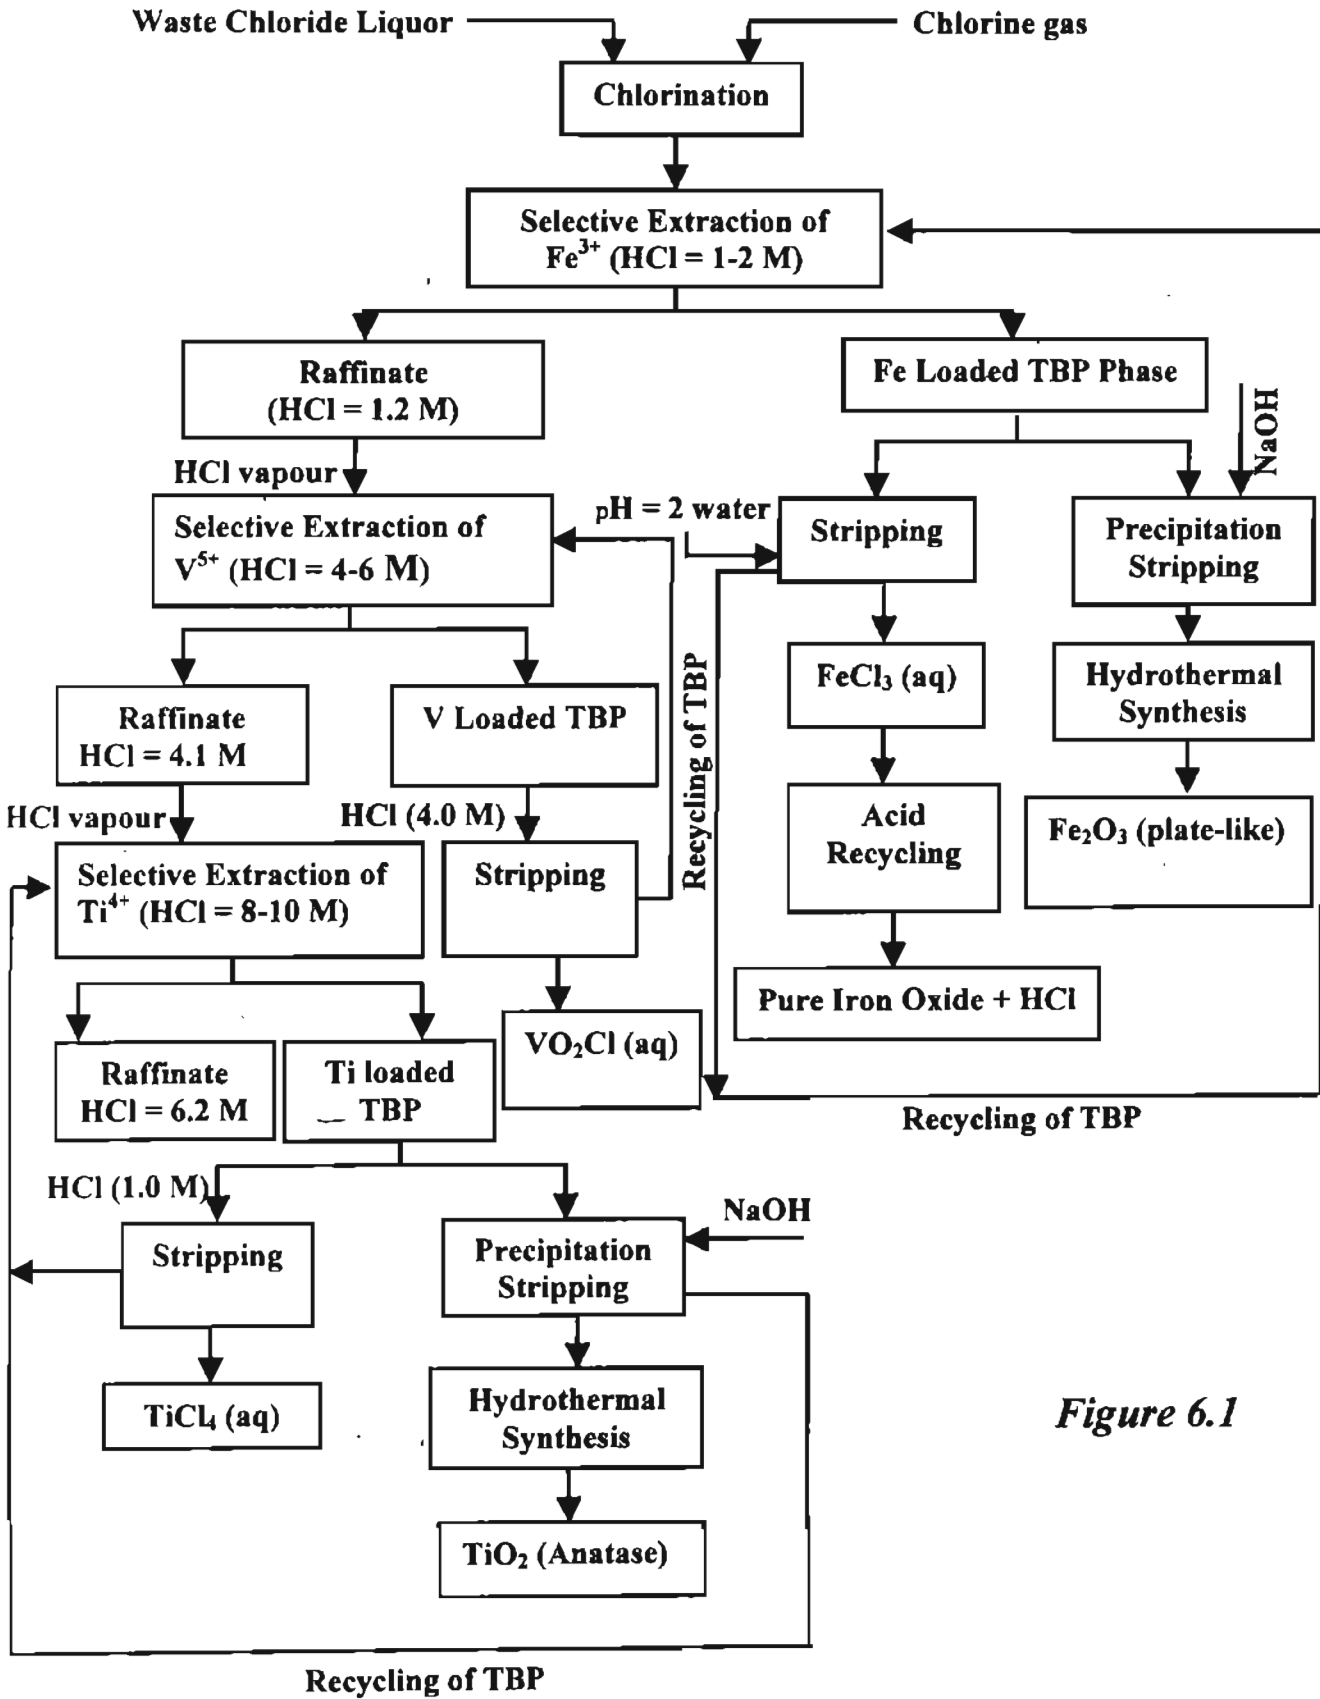 Waste Chloride Liquor
Chlorine gas
Chlorination
Selective Extraction of
Fe³⁺ (HCl = 1-2 M)
Raffinate
(HCl = 1.2 M)
Fe Loaded TBP Phase
NaOH
HCl vapour
Selective Extraction of
V⁵⁺ (HCl = 4-6 M)
pH = 2 water
Stripping
Precipitation
Stripping
Recycling of TBP
Raffinate
HCl = 4.1 M
V Loaded TBP
FeCl₃ (aq)
Hydrothermal
Synthesis
HCl vapour
HCl (4.0 M)
Acid
Recycling
Fe₂O₃ (plate-like)
Selective Extraction of
Ti⁴⁺ (HCl = 8-10 M)
Stripping
Pure Iron Oxide + HCl
Raffinate
HCl = 6.2 M
Ti loaded
TBP
VO₂Cl (aq)
Recycling of TBP
HCl (1.0 M)
NaOH
Stripping
Precipitation
Stripping
TiCl₄ (aq)
Hydrothermal
Synthesis
Figure 6.1
TiO₂ (Anatase)
Recycling of TBP